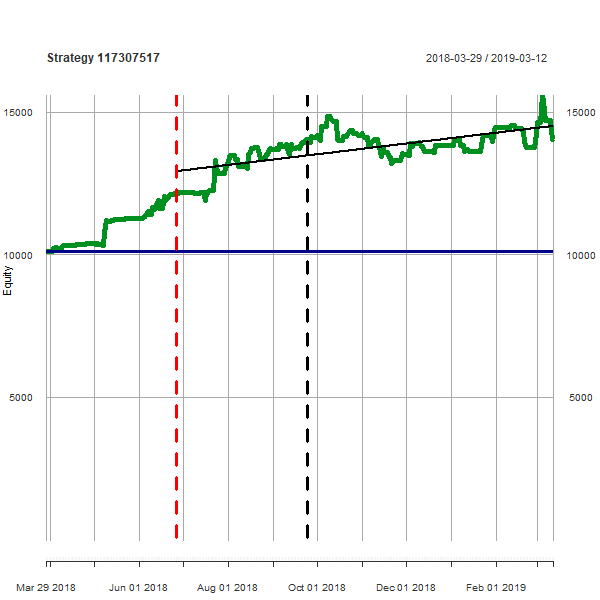 Strategy 117307517
2018-03-29 / 2019-03-12
15000
15000
10000
10000
Equity
5000
5000
Mar 29 2018
Jun 01 2018
Aug 01 2018
Oct 01 2018
Dec 01 2018
Feb 01 2019